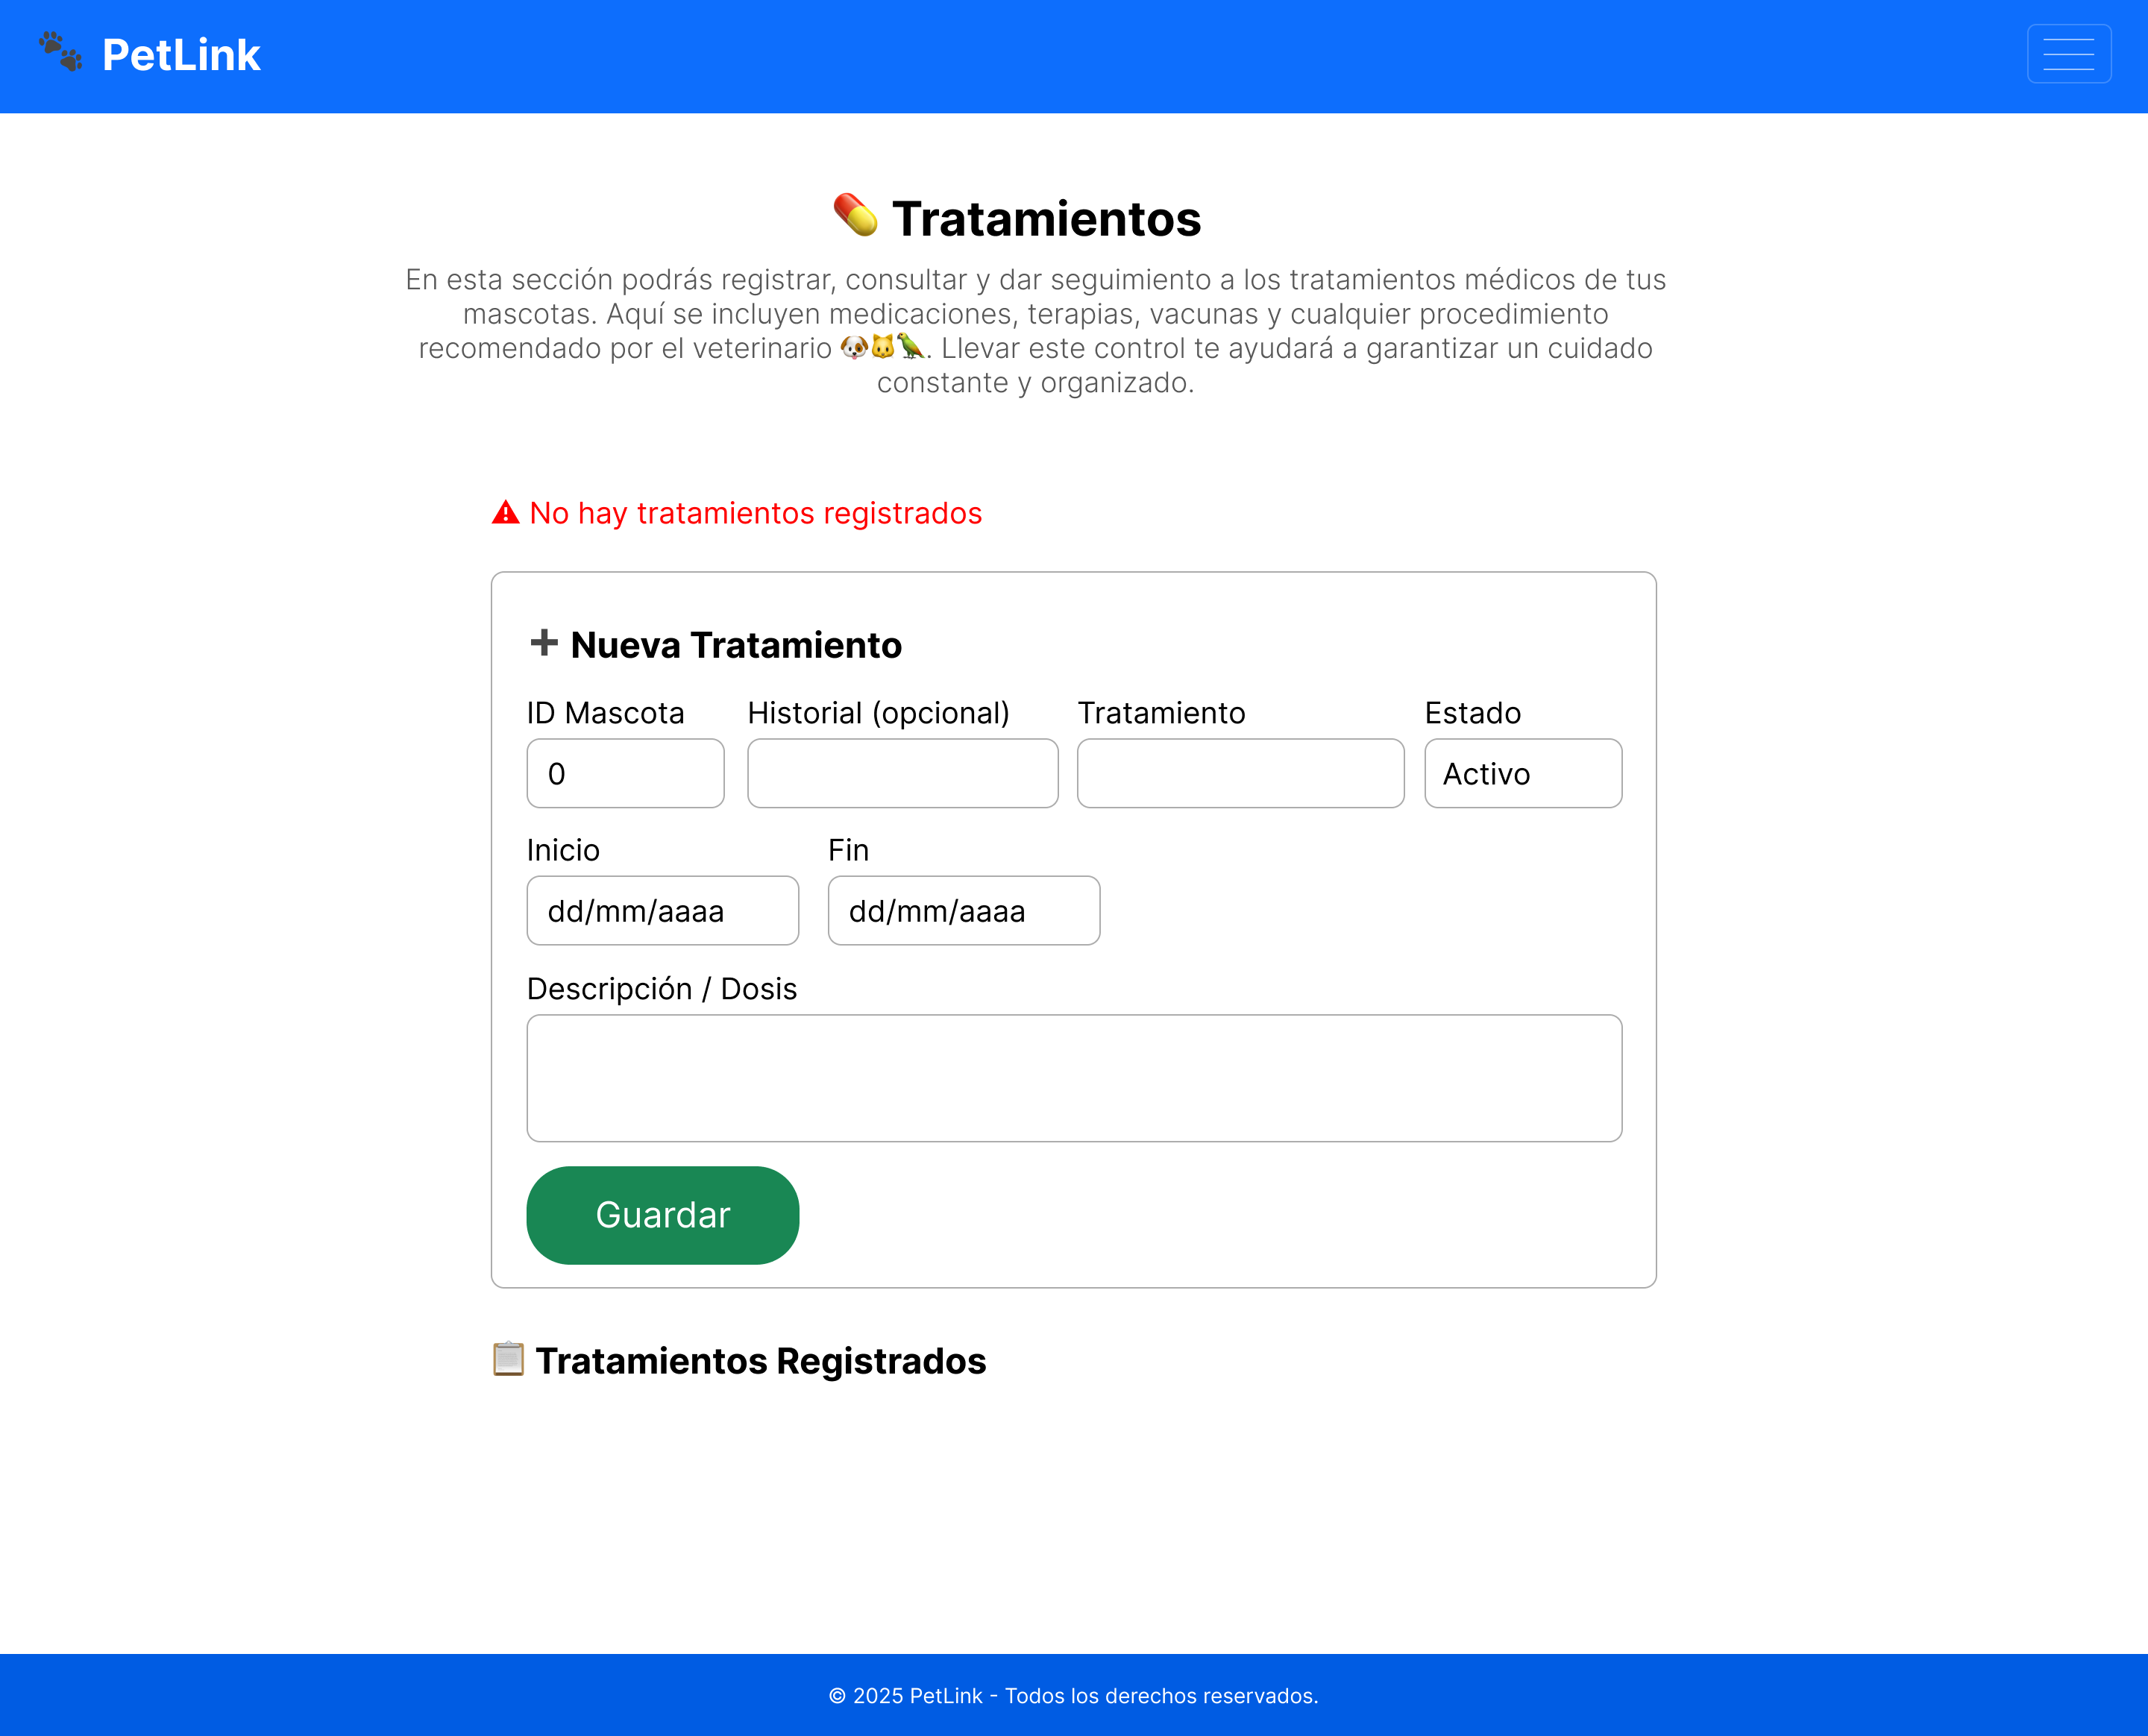 🐾 PetLink
💊 Tratamientos
En esta sección podrás registrar, consultar y dar seguimiento a los tratamientos médicos de tus
mascotas. Aquí se incluyen medicaciones, terapias, vacunas y cualquier procedimiento
recomendado por el veterinario 🐶🐱🦜. Llevar este control te ayudará a garantizar un cuidado
constante y organizado.
⚠ No hay tratamientos registrados
➕ Nueva Tratamiento
ID Mascota Historial (opcional) Tratamiento Estado
0 Activo
Inicio Fin
dd/mm/aaaa dd/mm/aaaa
Descripción / Dosis
Guardar
📋 Tratamientos Registrados
© 2025 PetLink - Todos los derechos reservados.